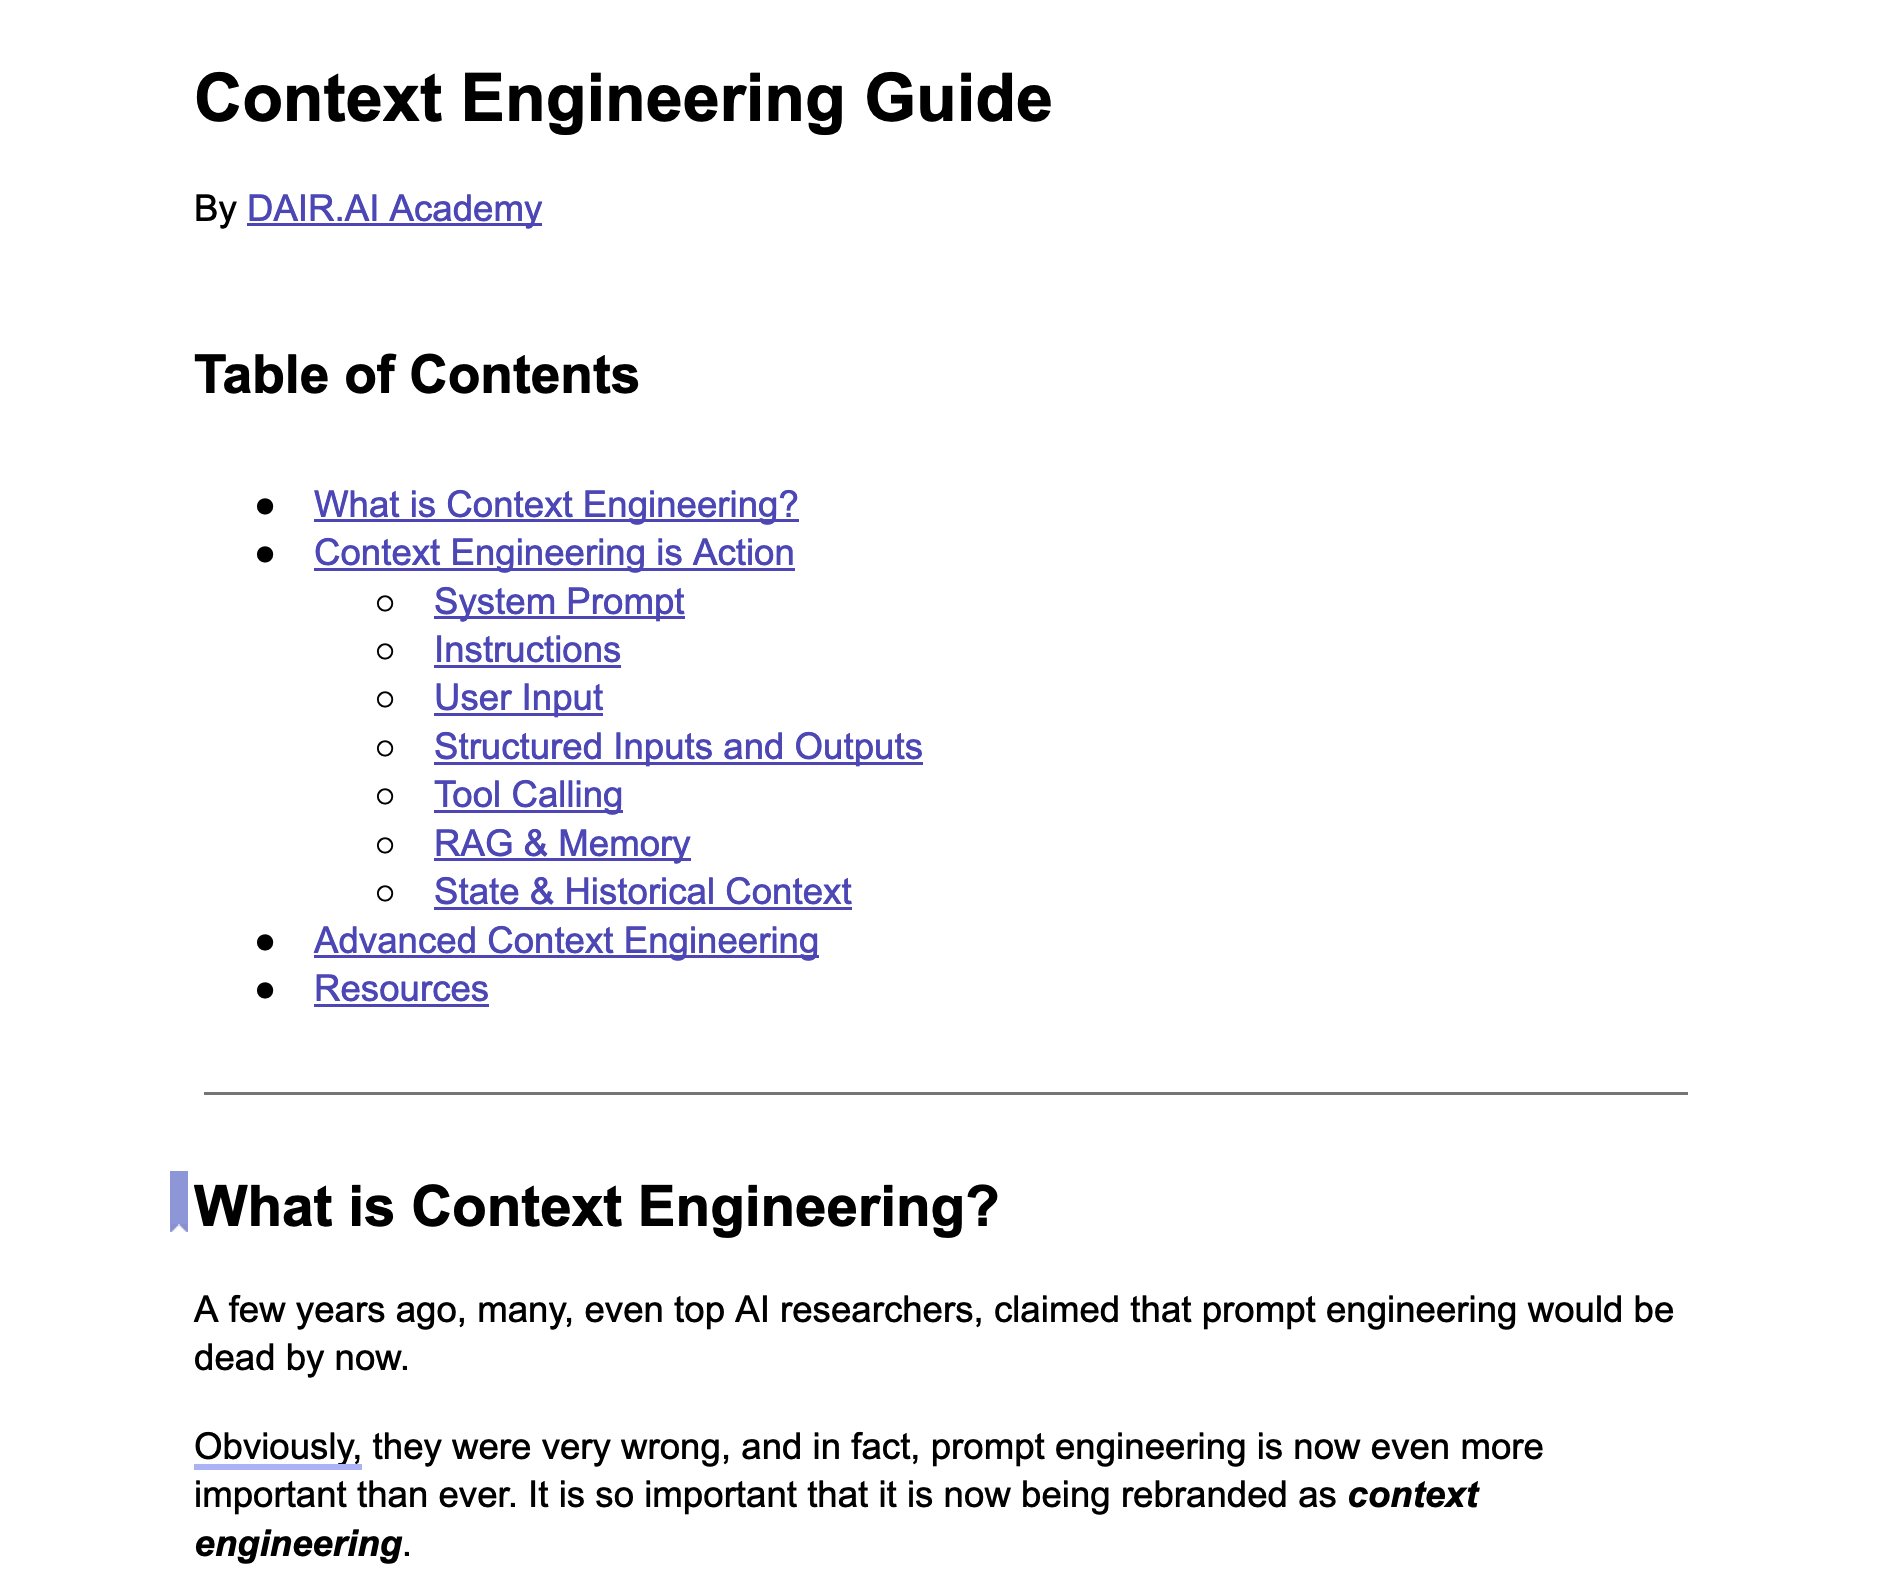 Context Engineering Guide
By DAIR.AI Academy
Table of Contents
What is Context Engineering?
Context Engineering is Action
System Prompt
Instructions
User Input
Structured Inputs and Outputs
Tool Calling
RAG & Memory
State & Historical Context
Advanced Context Engineering
Resources
What is Context Engineering?
A few years ago, many, even top AI researchers, claimed that prompt engineering would be
dead by now.
Obviously, they were very wrong, and in fact, prompt engineering is now even more
important than ever. It is so important that it is now being rebranded as context
engineering.